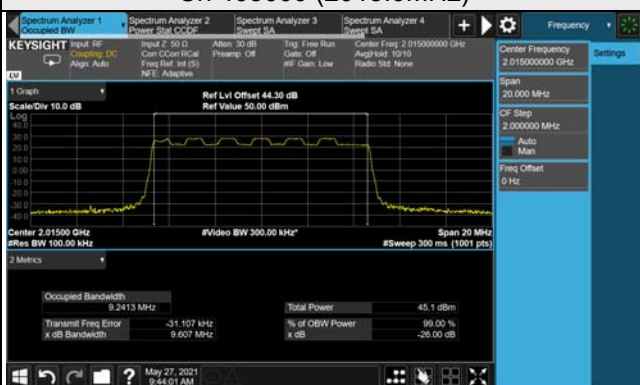 Spectrum Analyzer 1
Occupied BW
Spectrum Analyzer 2
Power Stat CCDF
Spectrum Analyzer 3
Swept SA
Spectrum Analyzer 4
Swept SA
Frequency
KEYSIGHT
Input: RF
Coupling: DC
Align: Auto
Input Z: 50 Ω
Corr CCorr RCal
Freq Ref: Int (S)
NFE: Adaptive
Atten: 30 dB
Preamp: Off
Trig: Free Run
Gate: Off
#IF Gain: Low
Center Freq: 2.015000000 GHz
Avg|Hold: 10/10
Radio Std: None
Center Frequency
2.015000000 GHz
Settings
Span
20.000 MHz
CF Step
2.000000 MHz
Auto
Man
Freq Offset
0 Hz
1 Graph
Scale/Div 10.0 dB
Ref Lvl Offset 44.30 dB
Ref Value 50.00 dBm
Log
40.0
30.0
20.0
10.0
0.00
-10.0
-20.0
-30.0
-40.0
Center 2.01500 GHz
#Res BW 100.00 kHz
#Video BW 300.00 kHz*
Span 20 MHz
#Sweep 300 ms (1001 pts)
2 Metrics
Occupied Bandwidth
9.2413 MHz
Total Power 45.1 dBm
Transmit Freq Error -31.107 kHz
% of OBW Power 99.00 %
x dB Bandwidth 9.607 MHz
x dB -26.00 dB
May 27, 2021
9:44:01 AM